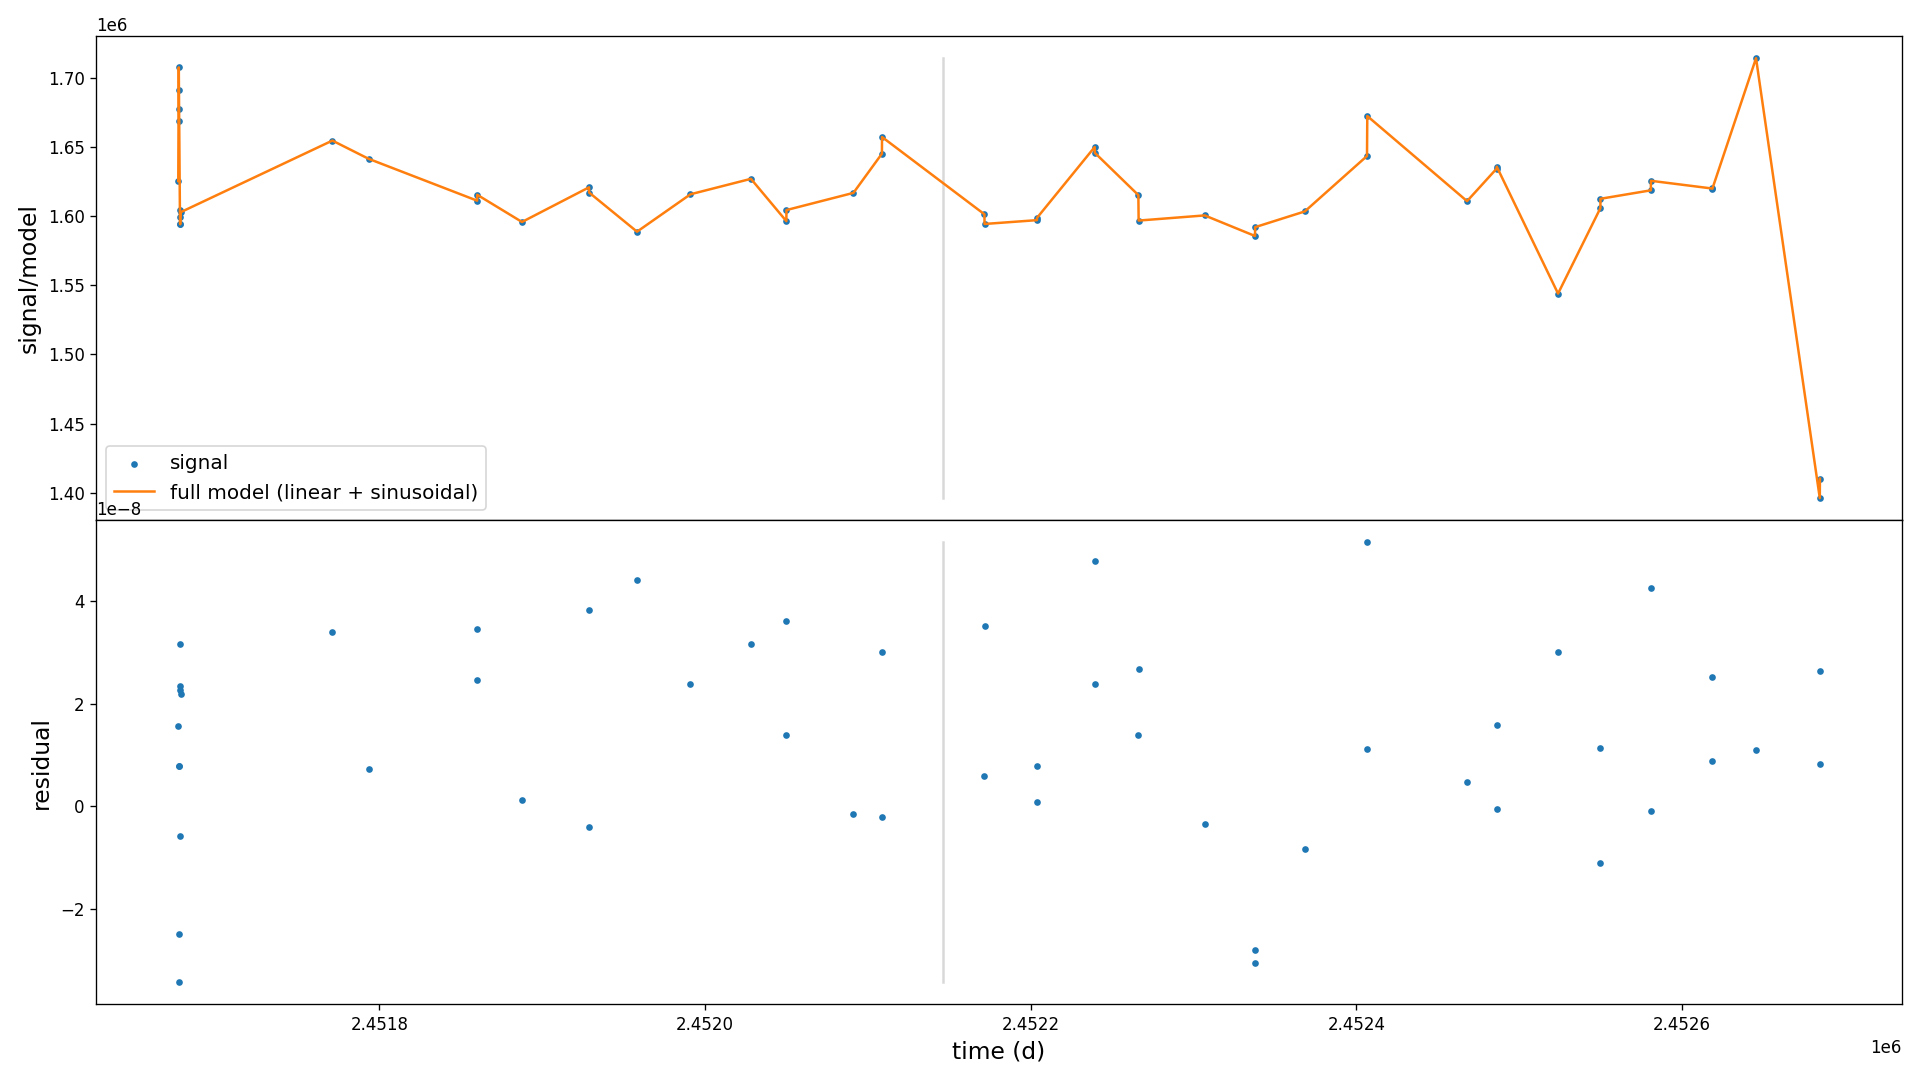 1e6
1.70
1.65
1.60
1.55
1.50
1.45
1.40
signal/model
signal
full model (linear + sinusoidal)
1e−8
4
2
0
−2
residual
2.4518
2.4520
2.4522
2.4524
2.4526
1e6
time (d)